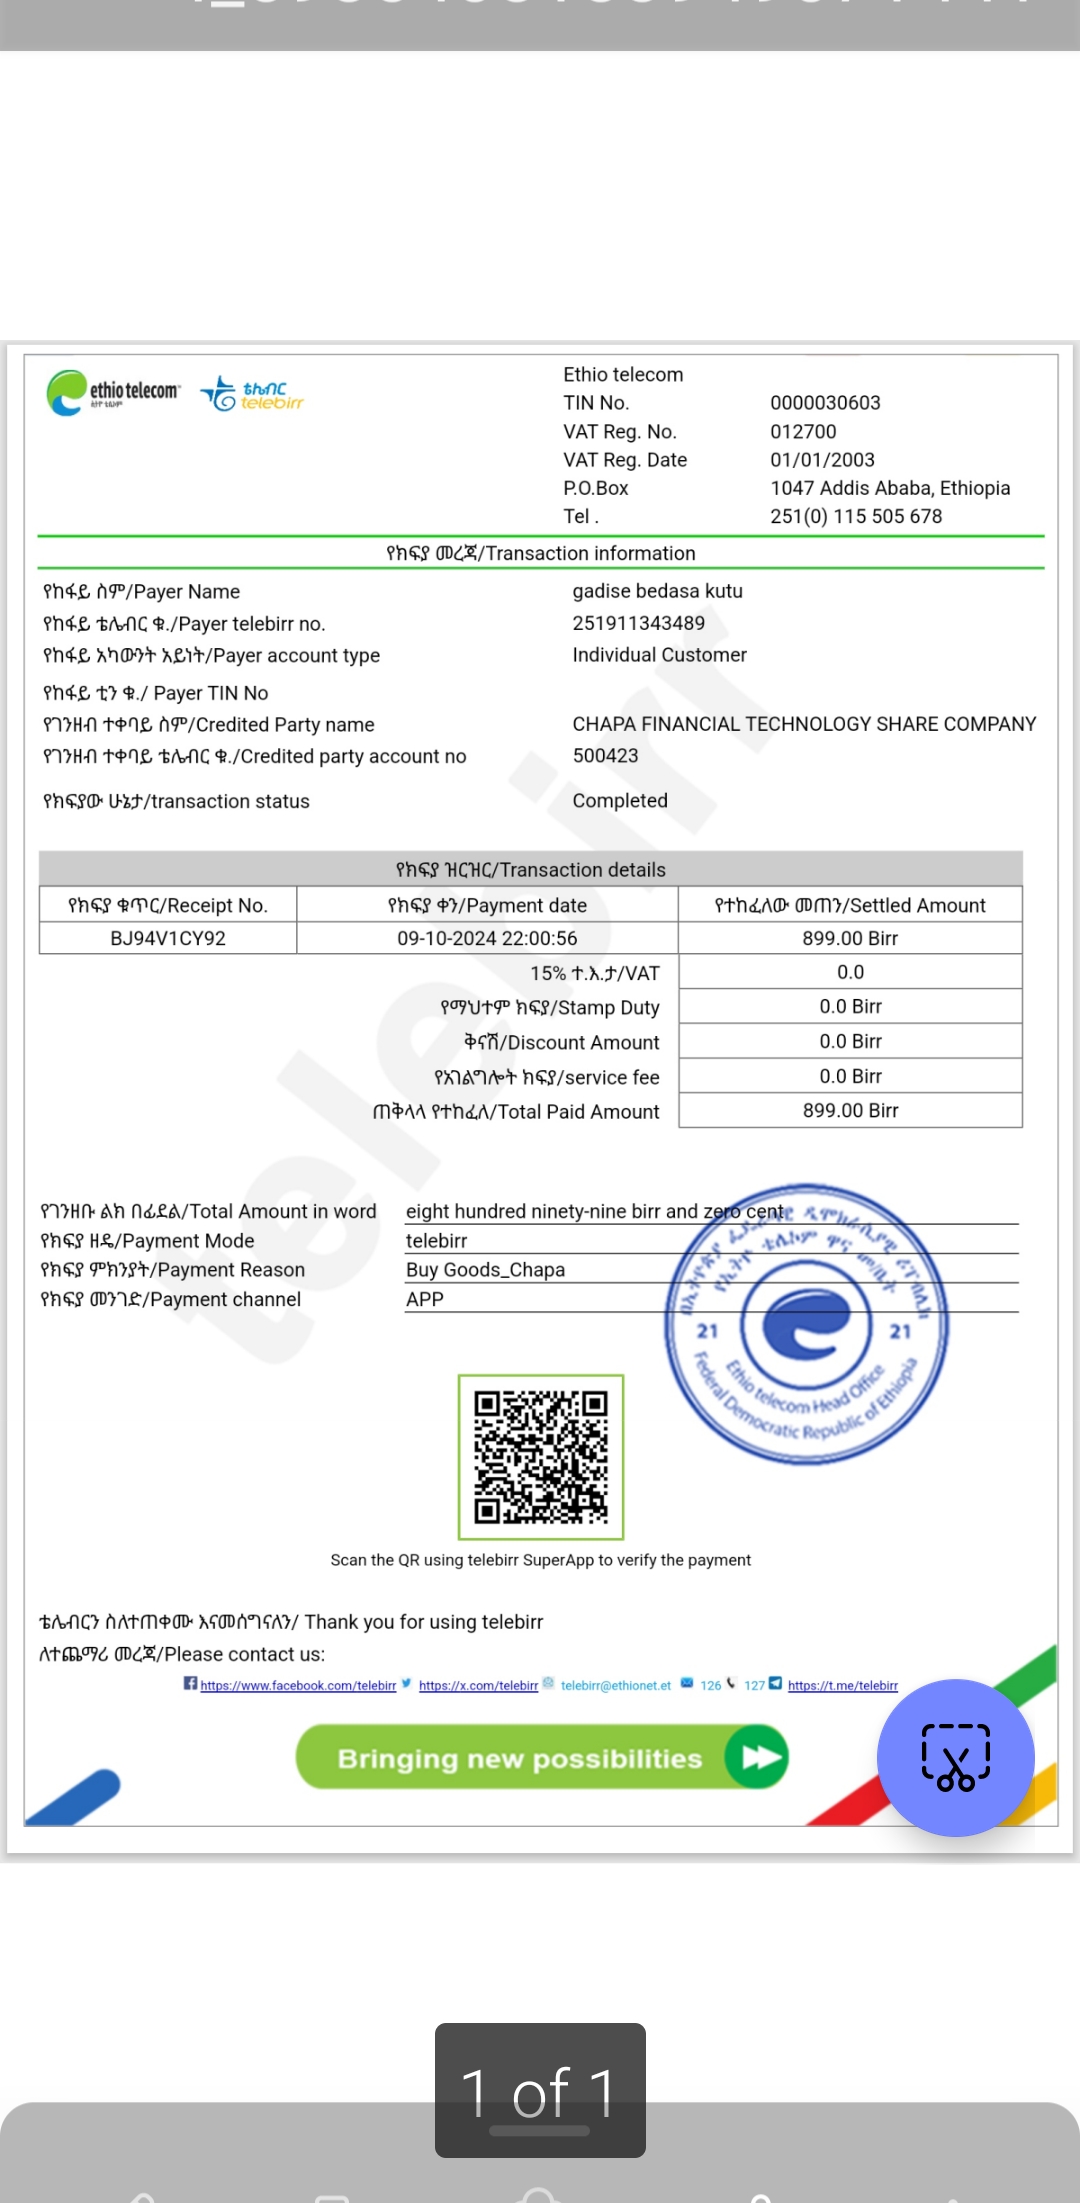 ethio telecom
ኢትዮ ቴሌኮም
ቴሌብር
telebirr
Ethio telecom
TIN No. 0000030603
VAT Reg. No. 012700
VAT Reg. Date 01/01/2003
P.O.Box 1047 Addis Ababa, Ethiopia
Tel . 251(0) 115 505 678
የክፍያ መረጃ/Transaction information
የከፋይ ስም/Payer Name gadise bedasa kutu
የከፋይ ቴሌብር ቁ./Payer telebirr no. 251911343489
የከፋይ አካውንት አይነት/Payer account type Individual Customer
የከፋይ ቲን ቁ./ Payer TIN No
የገንዘብ ተቀባይ ስም/Credited Party name CHAPA FINANCIAL TECHNOLOGY SHARE COMPANY
የገንዘብ ተቀባይ ቴሌብር ቁ./Credited party account no 500423
የክፍያው ሁኔታ/transaction status Completed
telebirr
የክፍያ ዝርዝር/Transaction details
የክፍያ ቁጥር/Receipt No. የክፍያ ቀን/Payment date የተከፈለው መጠን/Settled Amount
BJ94V1CY92 09-10-2024 22:00:56 899.00 Birr
15% ተ.እ.ታ/VAT 0.0
የማህተም ክፍያ/Stamp Duty 0.0 Birr
ቅናሽ/Discount Amount 0.0 Birr
የአገልግሎት ክፍያ/service fee 0.0 Birr
ጠቅላላ የተከፈለ/Total Paid Amount 899.00 Birr
የገንዘቡ ልክ በፊደል/Total Amount in word eight hundred ninety-nine birr and zero cent
የክፍያ ዘዴ/Payment Mode telebirr
የክፍያ ምክንያት/Payment Reason Buy Goods_Chapa
የክፍያ መንገድ/Payment channel APP
በኢትዮጵያ ፌዴራላዊ ዲሞክራሲያዊ ሪፐብሊክ
የኢትዮ ቴሌኮም ዋና መ/ቤት
21 21
Ethio telecom Head Office
Federal Democratic Republic of Ethiopia
Scan the QR using telebirr SuperApp to verify the payment
ቴሌብርን ስለተጠቀሙ እናመሰግናለን/ Thank you for using telebirr
ለተጨማሪ መረጃ/Please contact us:
https://www.facebook.com/telebirr https://x.com/telebirr telebirr@ethionet.et 126 127 https://t.me/telebirr
Bringing new possibilities
1 of 1